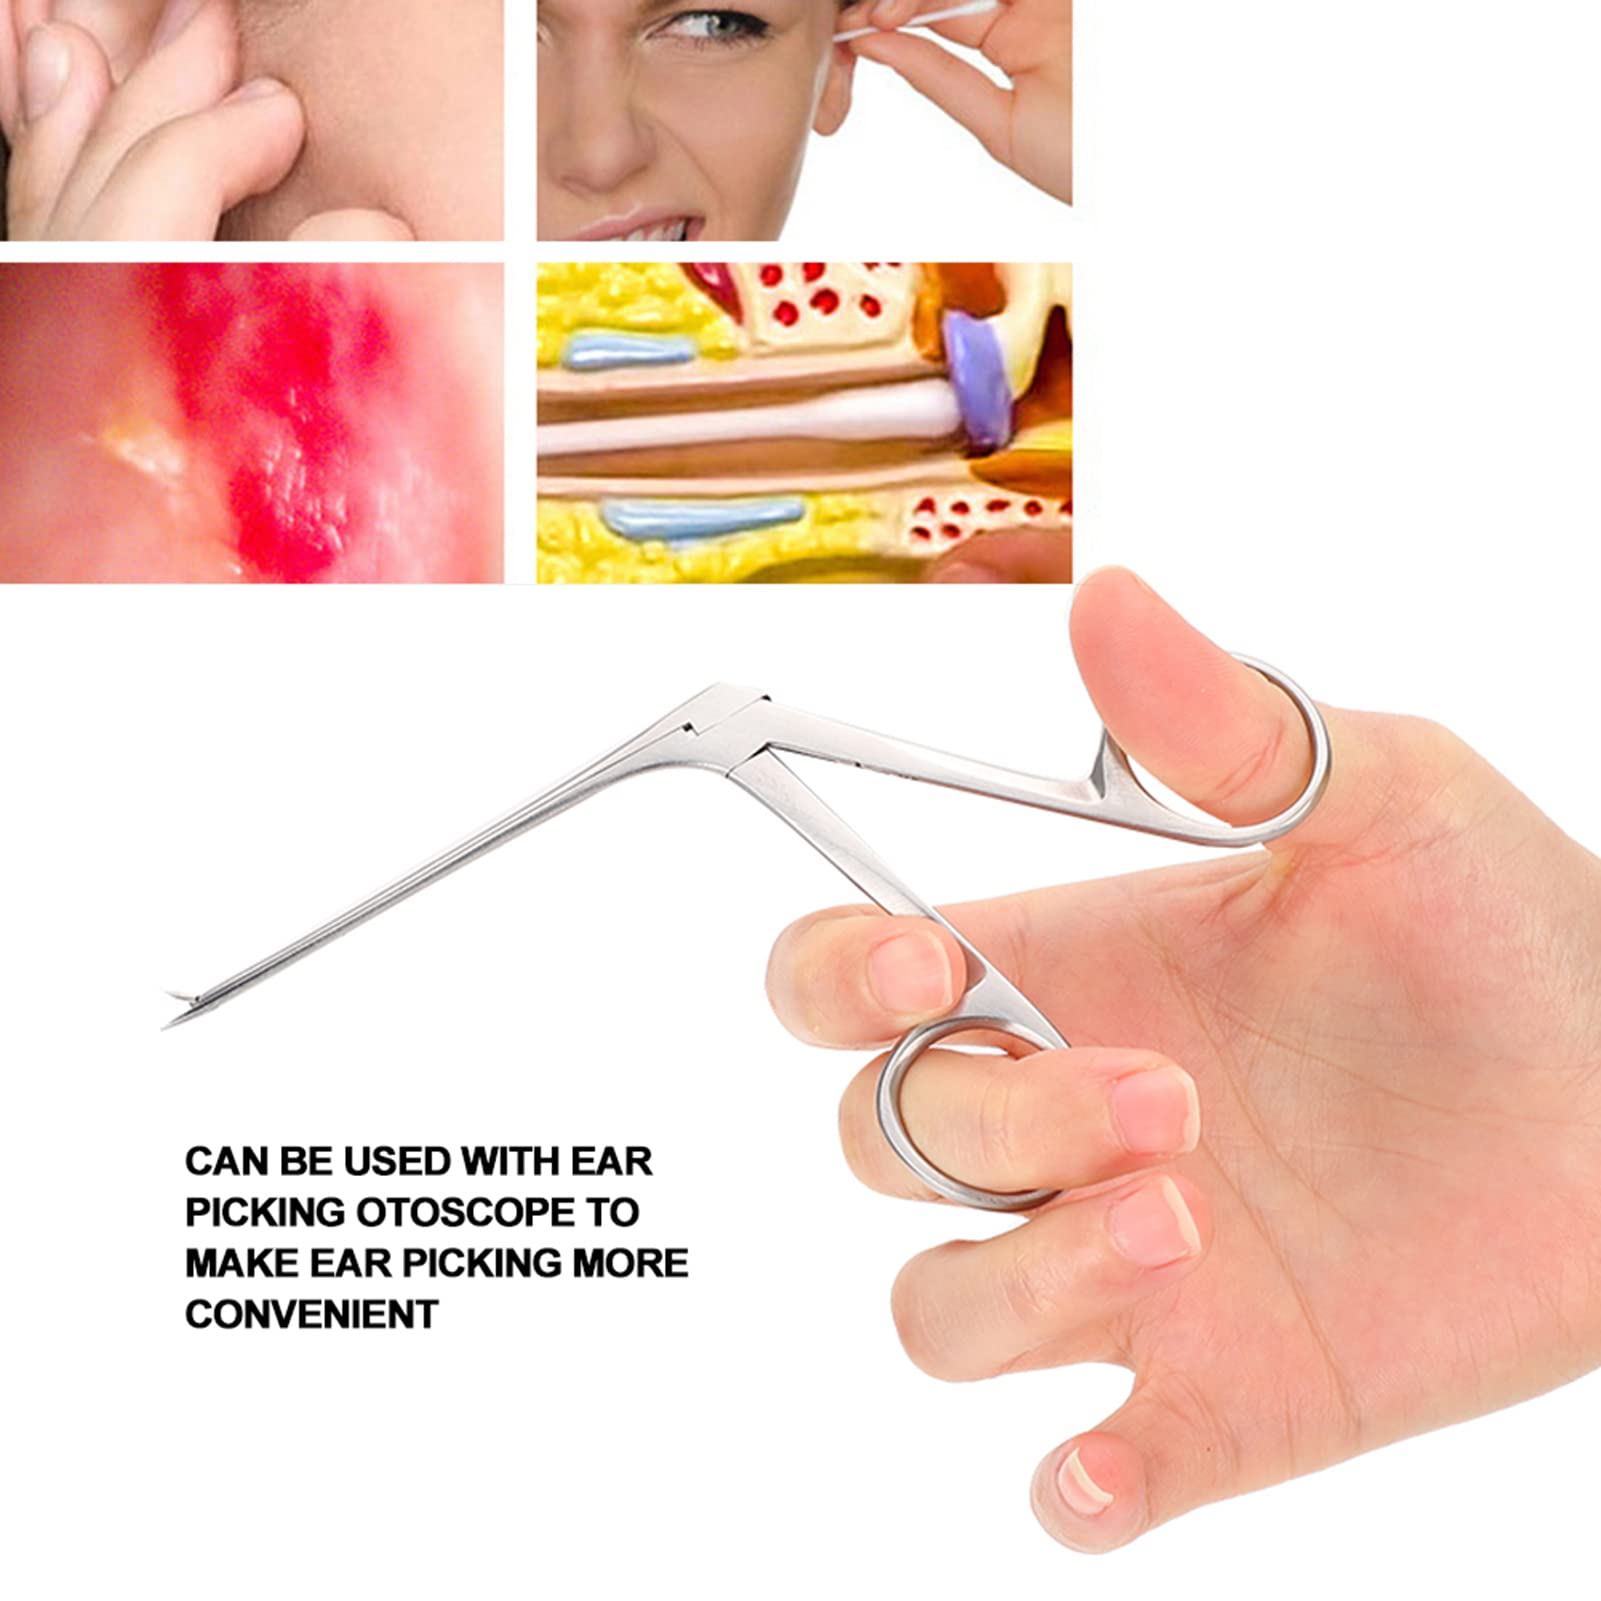 CAN BE USED WITH EAR
PICKING OTOSCOPE TO
MAKE EAR PICKING MORE
CONVENIENT